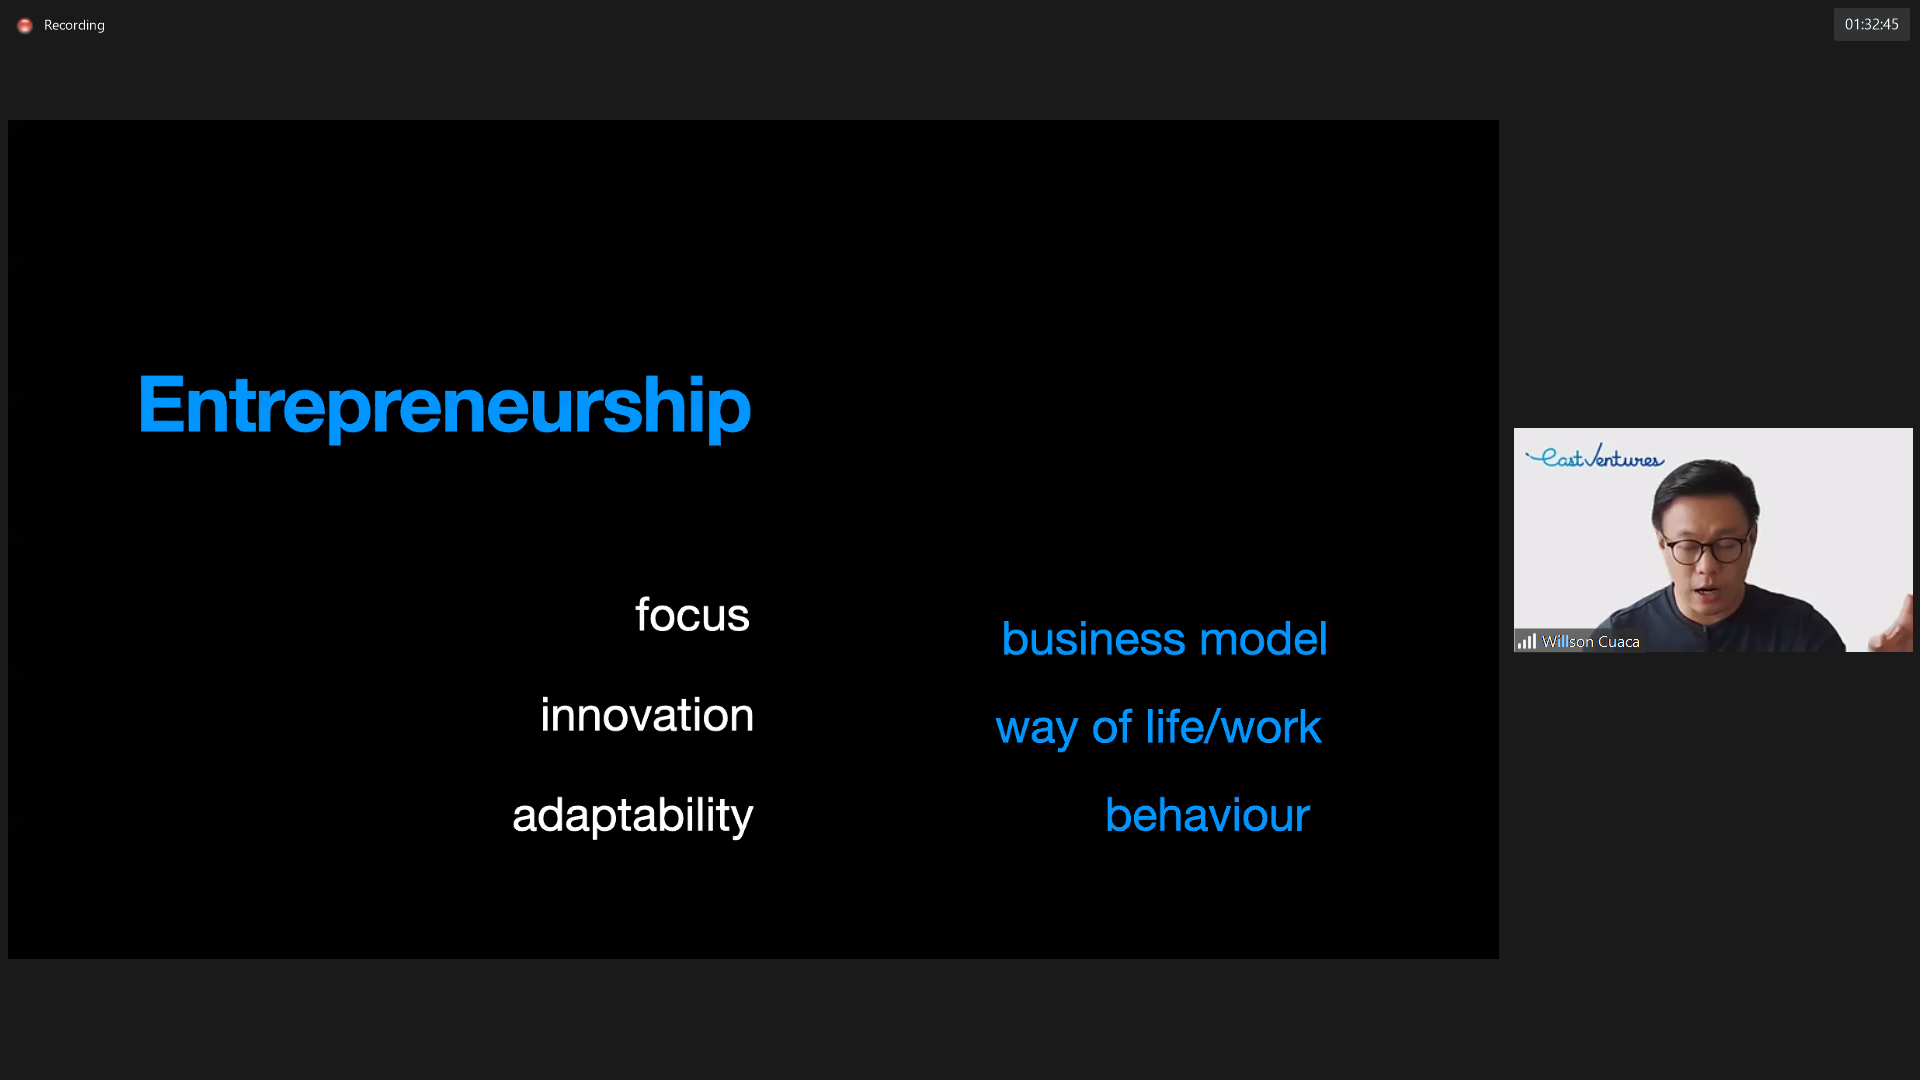 Recording
01:32:45
Entrepreneurship
focus
innovation
adaptability
business model
way of life/work
behaviour
East Ventures
Willson Cuaca